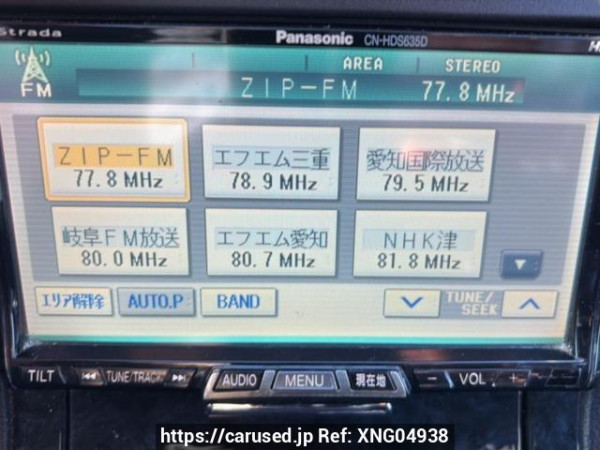 Strada
Panasonic CN-HDS635D
AREA STEREO
FM
ZIP-FM 77.8 MHz
ZIP-FM エフエム三重 愛知国際放送
77.8 MHz 78.9 MHz 79.5 MHz
岐阜FM放送 エフエム愛知 NHK津
80.0 MHz 80.7 MHz 81.8 MHz
エリア解除 AUTO.P BAND TUNE/
SEEK
TILT TUNE/TRACK AUDIO MENU 現在地 − VOL +
https://carused.jp Ref: XNG04938